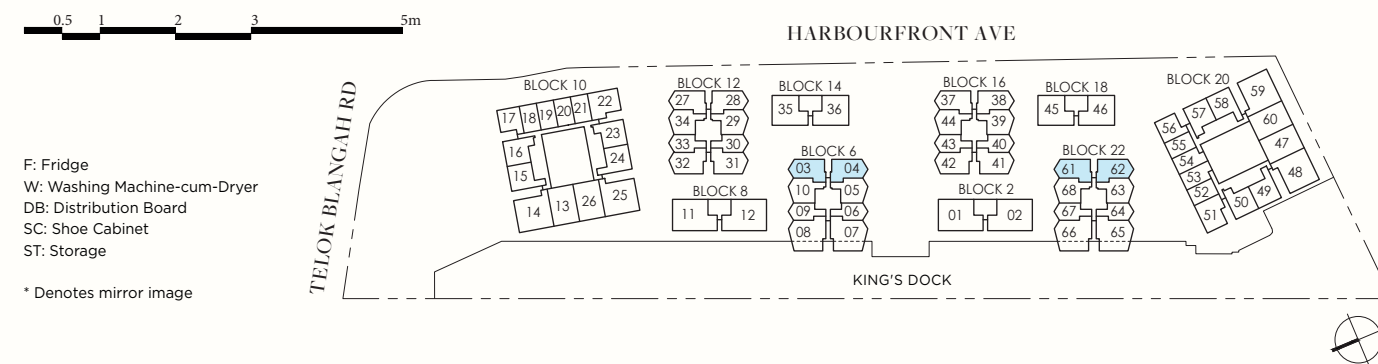 0.5 1 2 3 5m
HARBOURFRONT AVE
TELOK BLANGAH RD
F: Fridge
W: Washing Machine-cum-Dryer
DB: Distribution Board
SC: Shoe Cabinet
ST: Storage
* Denotes mirror image
BLOCK 10
17 18 19 20 21 22
16 23
15 24
14 13 26 25
BLOCK 12
27 28
34 29
33 30
32 31
BLOCK 14
35 36
BLOCK 6
03 04
10 05
09 06
08 07
BLOCK 8
11 12
BLOCK 16
37 38
44 39
43 40
42 41
BLOCK 18
45 46
BLOCK 2
01 02
BLOCK 22
61 62
68 63
67 64
66 65
BLOCK 20
59
56 57 58 60
55 47
54 48
53
52
51 50 49
KING'S DOCK